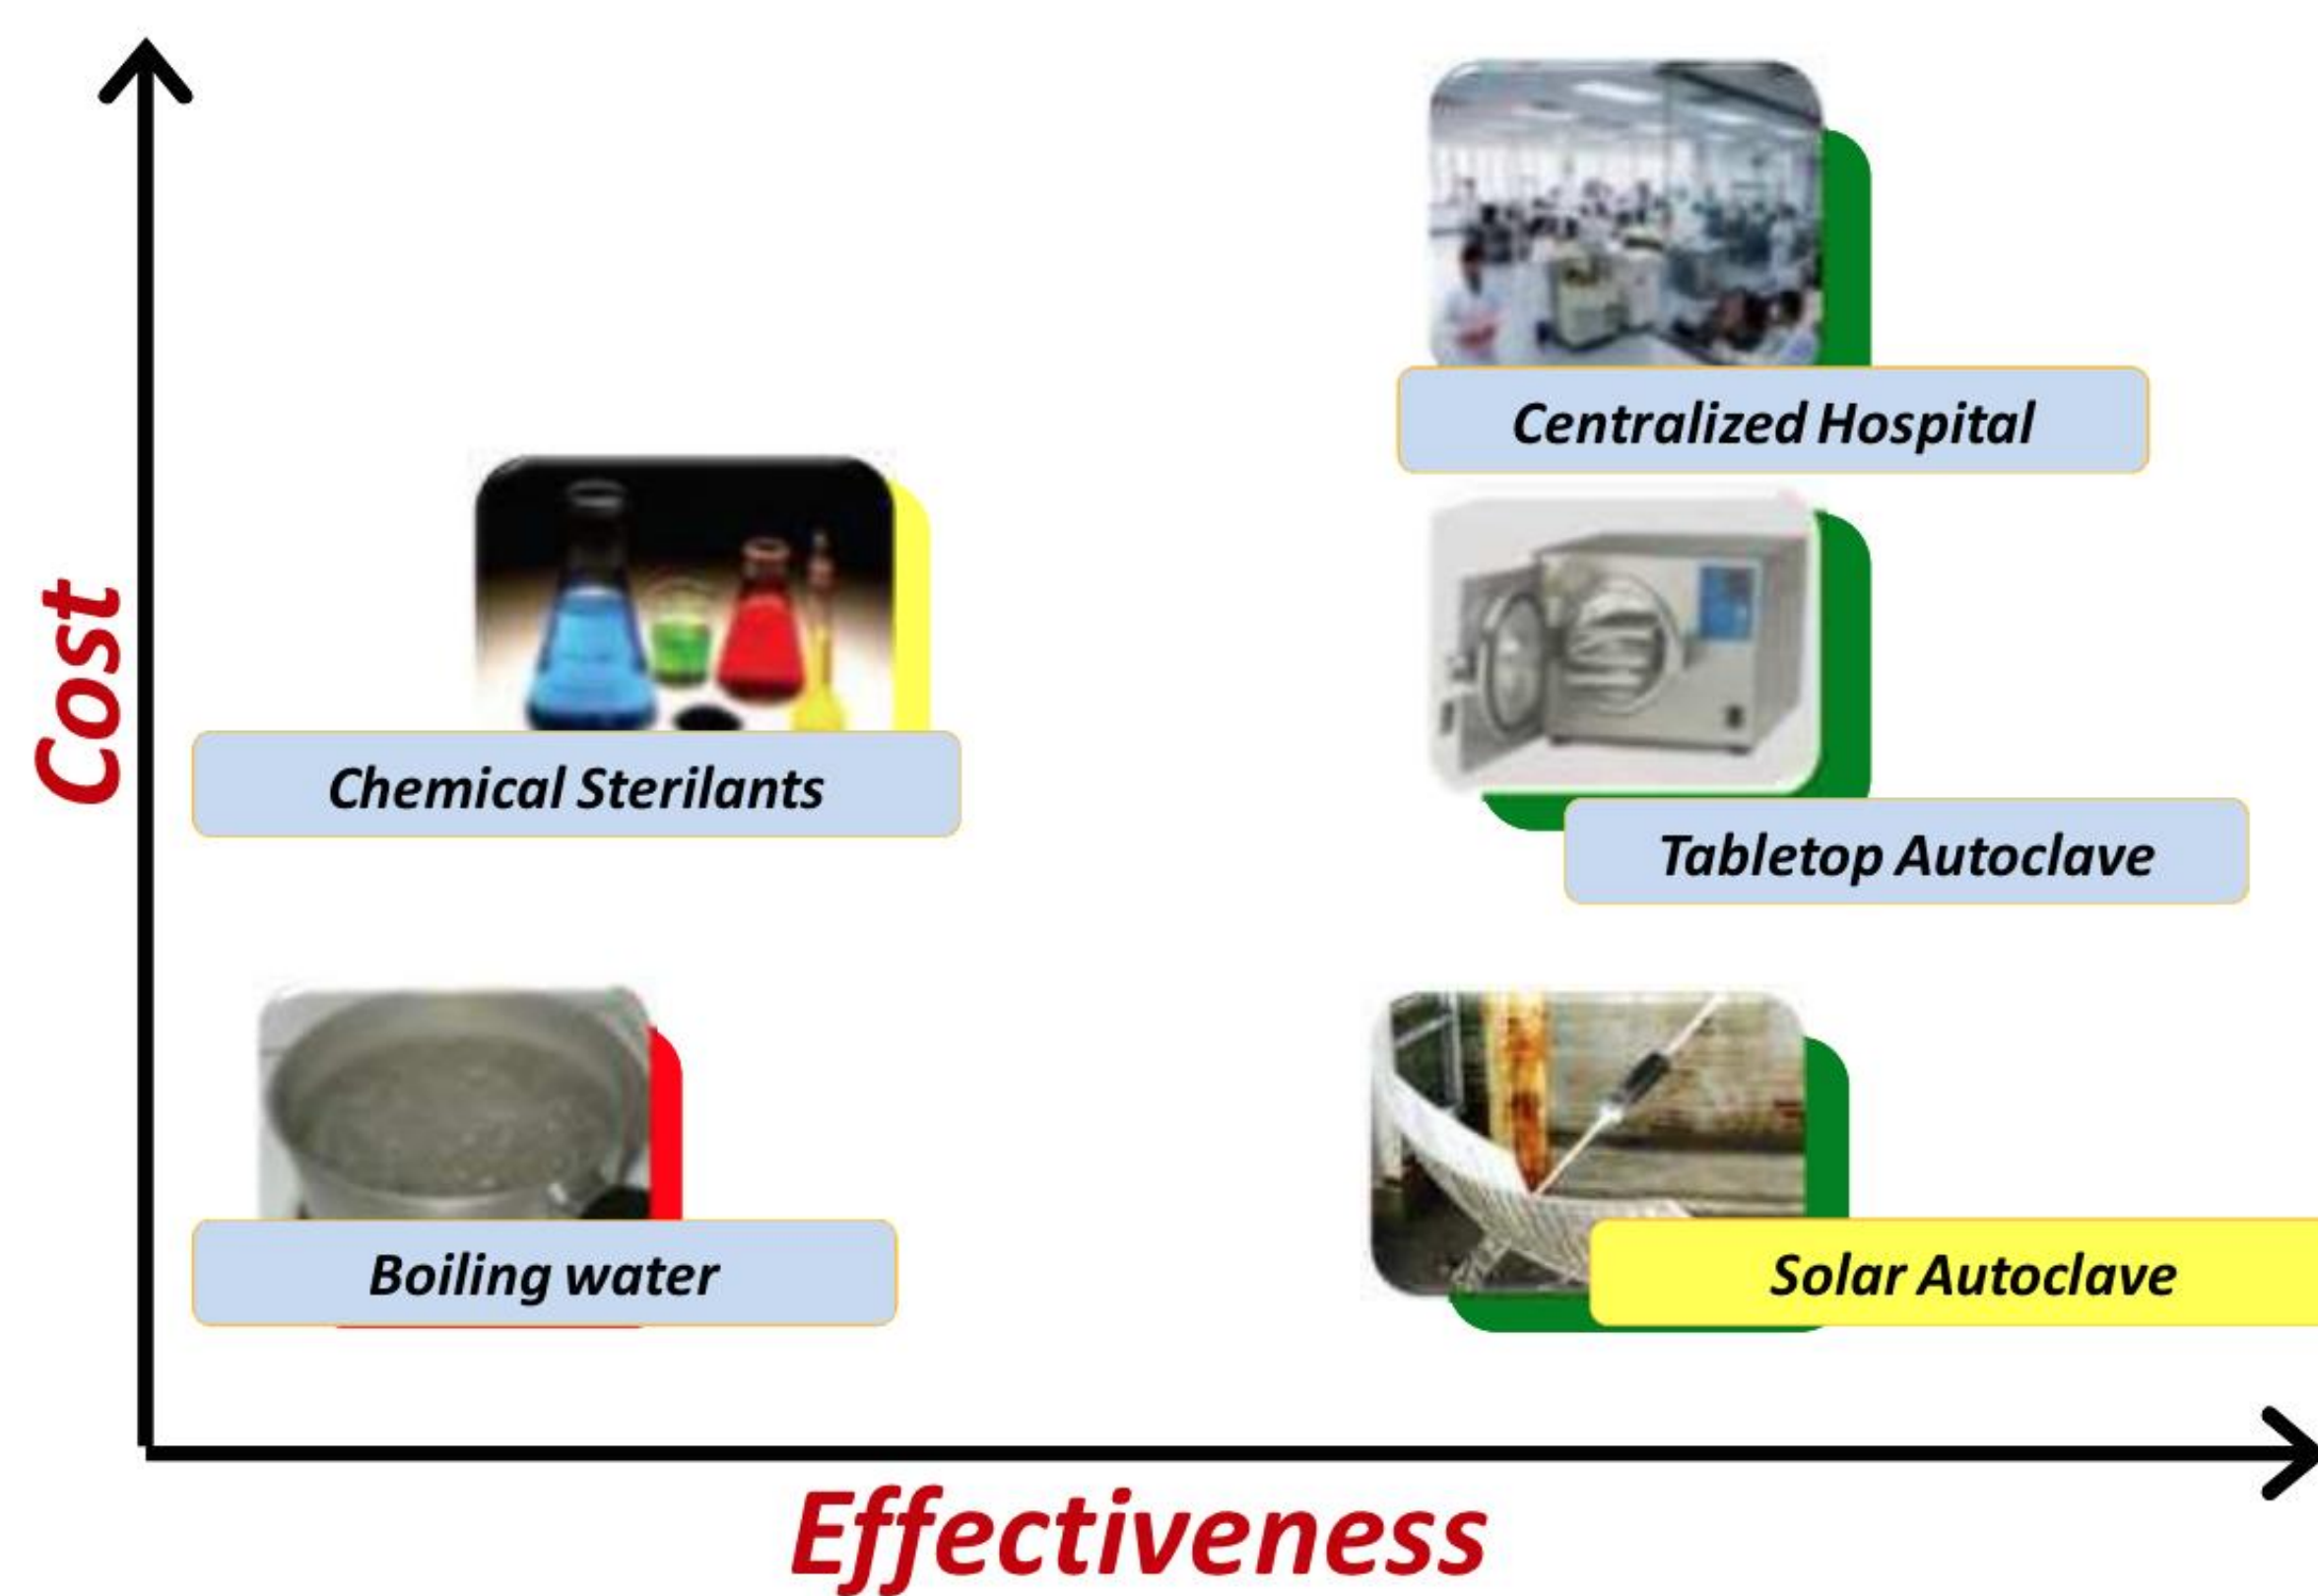 Centralized Hospital
Cost
Chemical Sterilants
Tabletop Autoclave
Boiling water
Solar Autoclave
Effectiveness